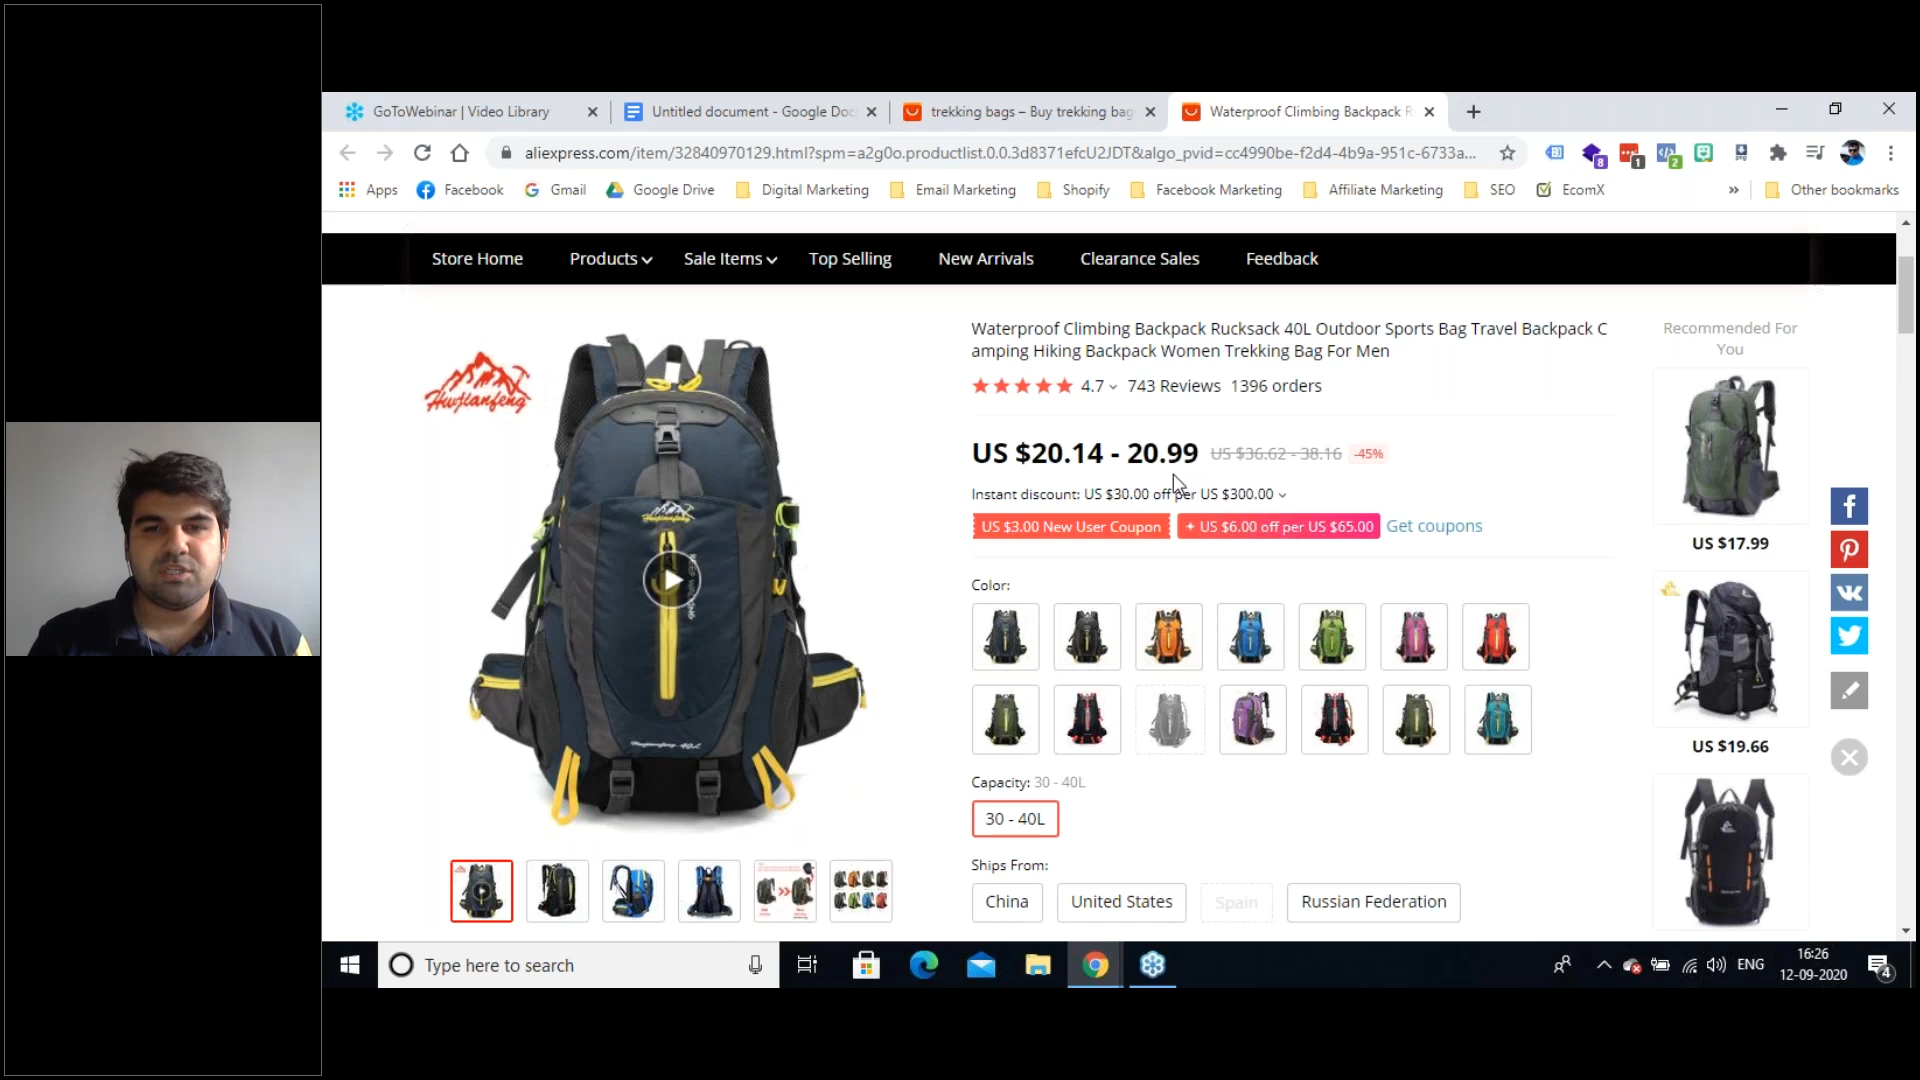 GoToWebinar | Video Library
Untitled document - Google Doc
trekking bags – Buy trekking bag
Waterproof Climbing Backpack R
aliexpress.com/item/32840970129.html?spm=a2g0o.productlist.0.0.3d8371efcU2JDT&algo_pvid=cc4990be-f2d4-4b9a-951c-6733a...
8
1
2
Apps
Facebook
Gmail
Google Drive
Digital Marketing
Email Marketing
Shopify
Facebook Marketing
Affiliate Marketing
SEO
EcomX
»
Other bookmarks
Store Home
Products
Sale Items
Top Selling
New Arrivals
Clearance Sales
Feedback
Huwjianfeng
Waterproof Climbing Backpack Rucksack 40L Outdoor Sports Bag Travel Backpack C
amping Hiking Backpack Women Trekking Bag For Men
4.7
743 Reviews
1396 orders
US $20.14 - 20.99
US $36.62 - 38.16
-45%
Instant discount: US $30.00 off per US $300.00
US $3.00 New User Coupon
US $6.00 off per US $65.00
Get coupons
Color:
Capacity: 30 - 40L
30 - 40L
Ships From:
China
United States
Spain
Russian Federation
Recommended For
You
US $17.99
US $19.66
Type here to search
ENG
16:26
12-09-2020
4